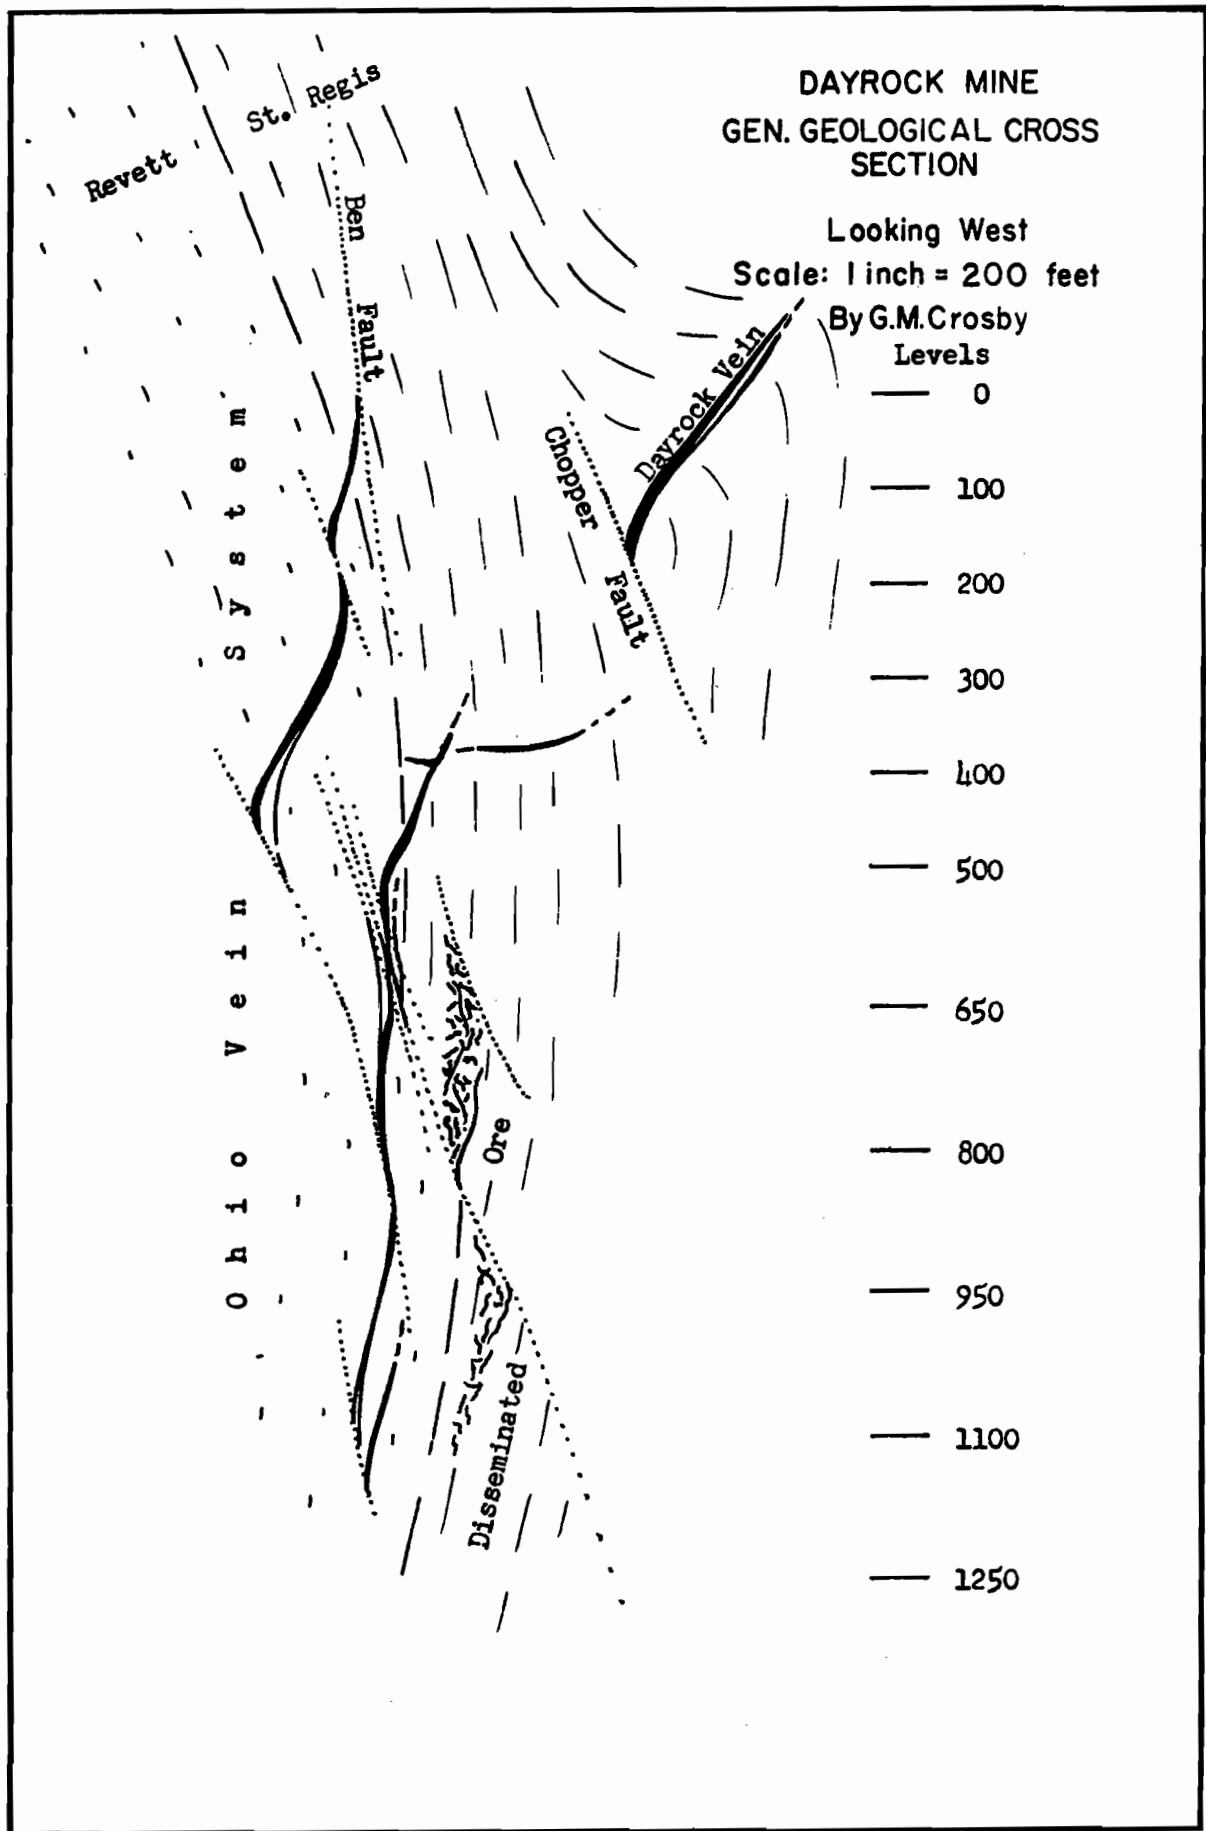 DAYROCK MINE
GEN. GEOLOGICAL CROSS
SECTION
Looking West
Scale: 1 inch = 200 feet
By G.M. Crosby
Levels
0
100
200
300
400
500
650
800
950
1100
1250
St. Regis
Revett
Ben Fault
Dayrock Vein
Chopper Fault
Ohio Vein System
Disseminated Ore